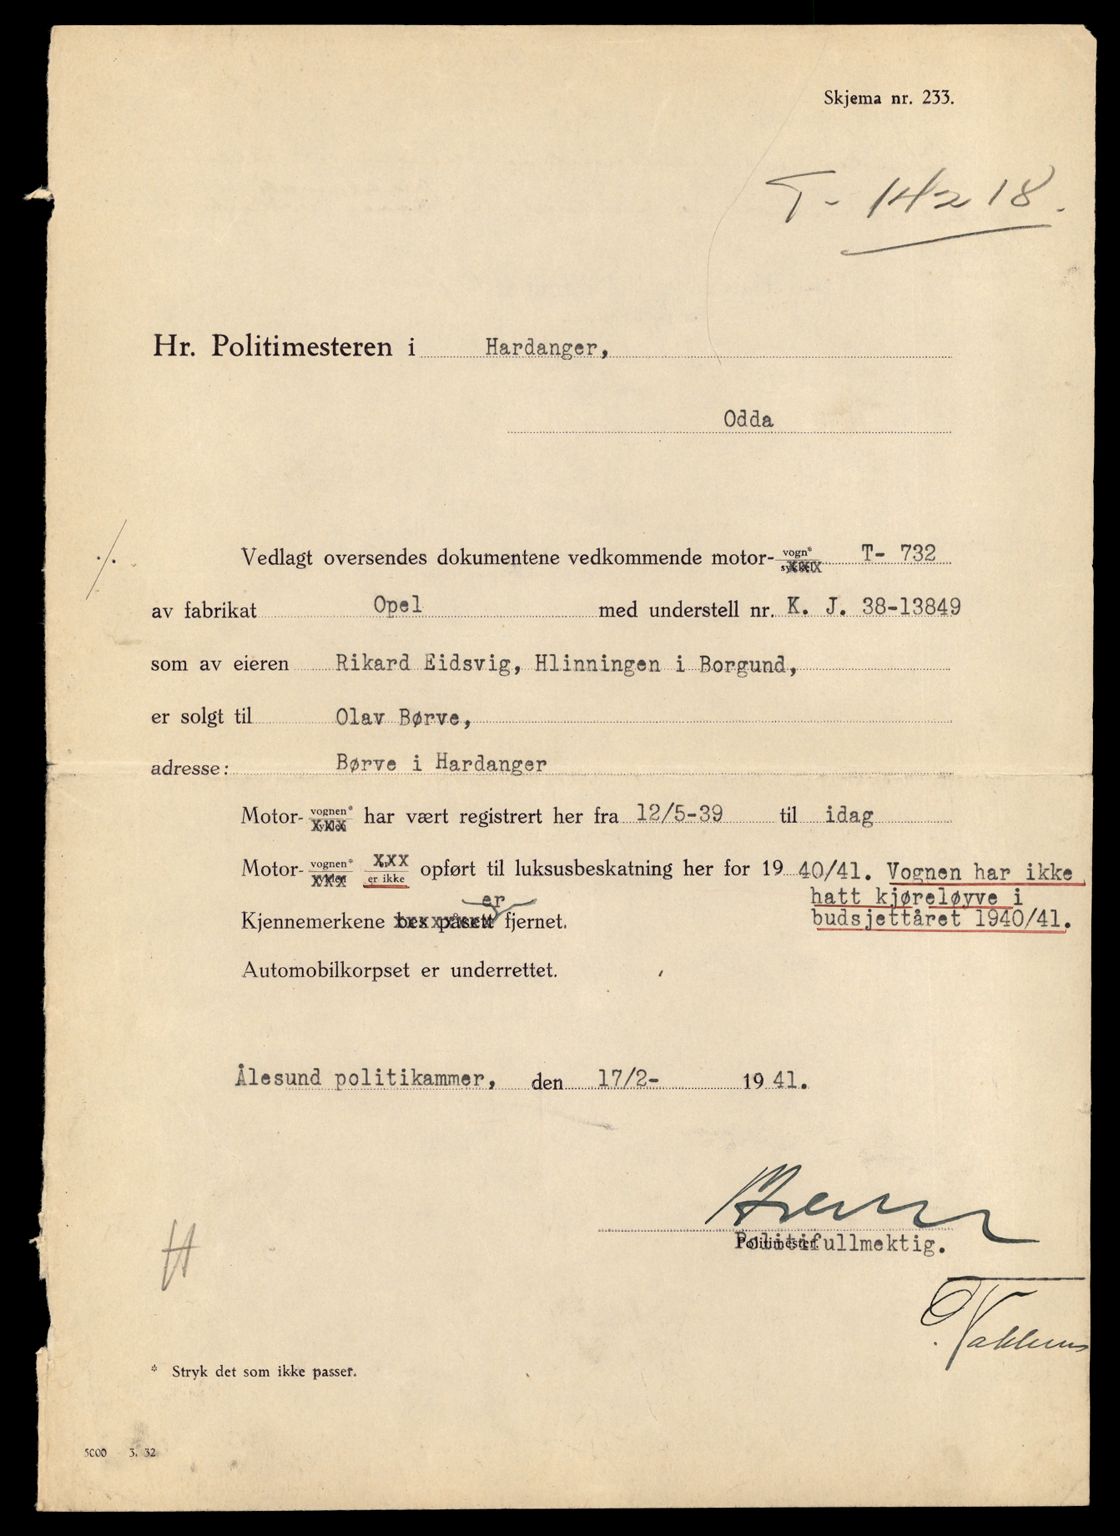 Skjema nr. 233.
T- 14218.
Hr. Politimesteren i Hardanger,
Odda
·/· Vedlagt oversendes dokumentene vedkommende motor- vogn* T- 732
av fabrikat Opel med understell nr. K. J. 38-13849
som av eieren Rikard Eidsvig, Hlinningen i Borgund,
er solgt til Olav Børve,
adresse: Børve i Hardanger
Motor- vognen* har vært registrert her fra 12/5-39 til idag
Motor- vognen* er ikke opført til luksusbeskatning her for 19 40/41. Vognen har ikke
hatt kjøreløyve i
budsjettåret 1940/41.
Kjennemerkene er fjernet.
Automobilkorpset er underrettet.
Ålesund politikammer, den 17/2- 19 41.
Politifullmektig.
H
* Stryk det som ikke passer.
5000 3. 32